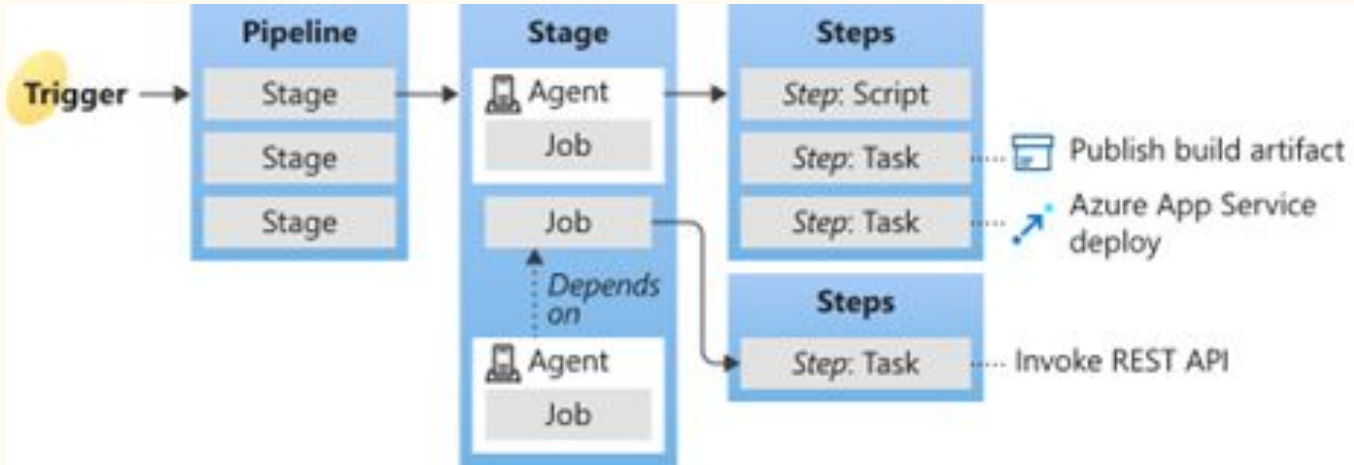 Trigger
Pipeline
Stage
Stage
Stage
Stage
Agent
Job
Job
Depends
on
Agent
Job
Steps
Step: Script
Step: Task
Publish build artifact
Step: Task
Azure App Service
deploy
Steps
Step: Task
Invoke REST API